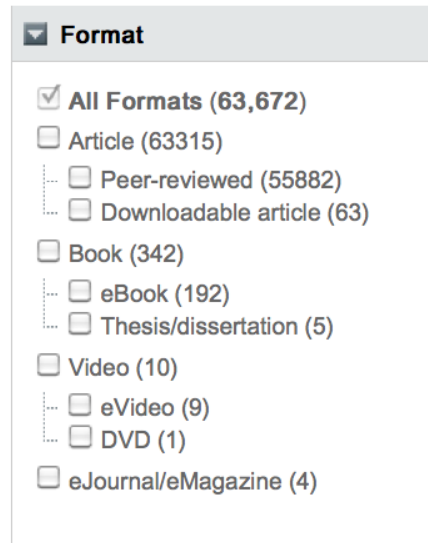 Format
All Formats (63,672)
Article (63315)
Peer-reviewed (55882)
Downloadable article (63)
Book (342)
eBook (192)
Thesis/dissertation (5)
Video (10)
eVideo (9)
DVD (1)
eJournal/eMagazine (4)